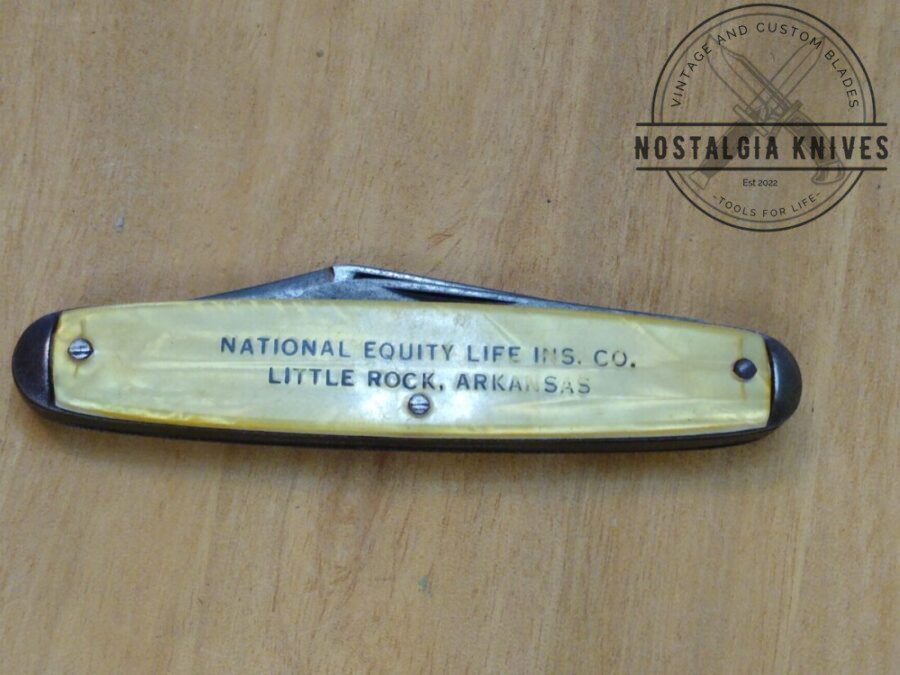 VINTAGE AND CUSTOM BLADES
NOSTALGIA KNIVES
Est 2022
-TOOLS FOR LIFE-
NATIONAL EQUITY LIFE INS. CO.
LITTLE ROCK, ARKANSAS